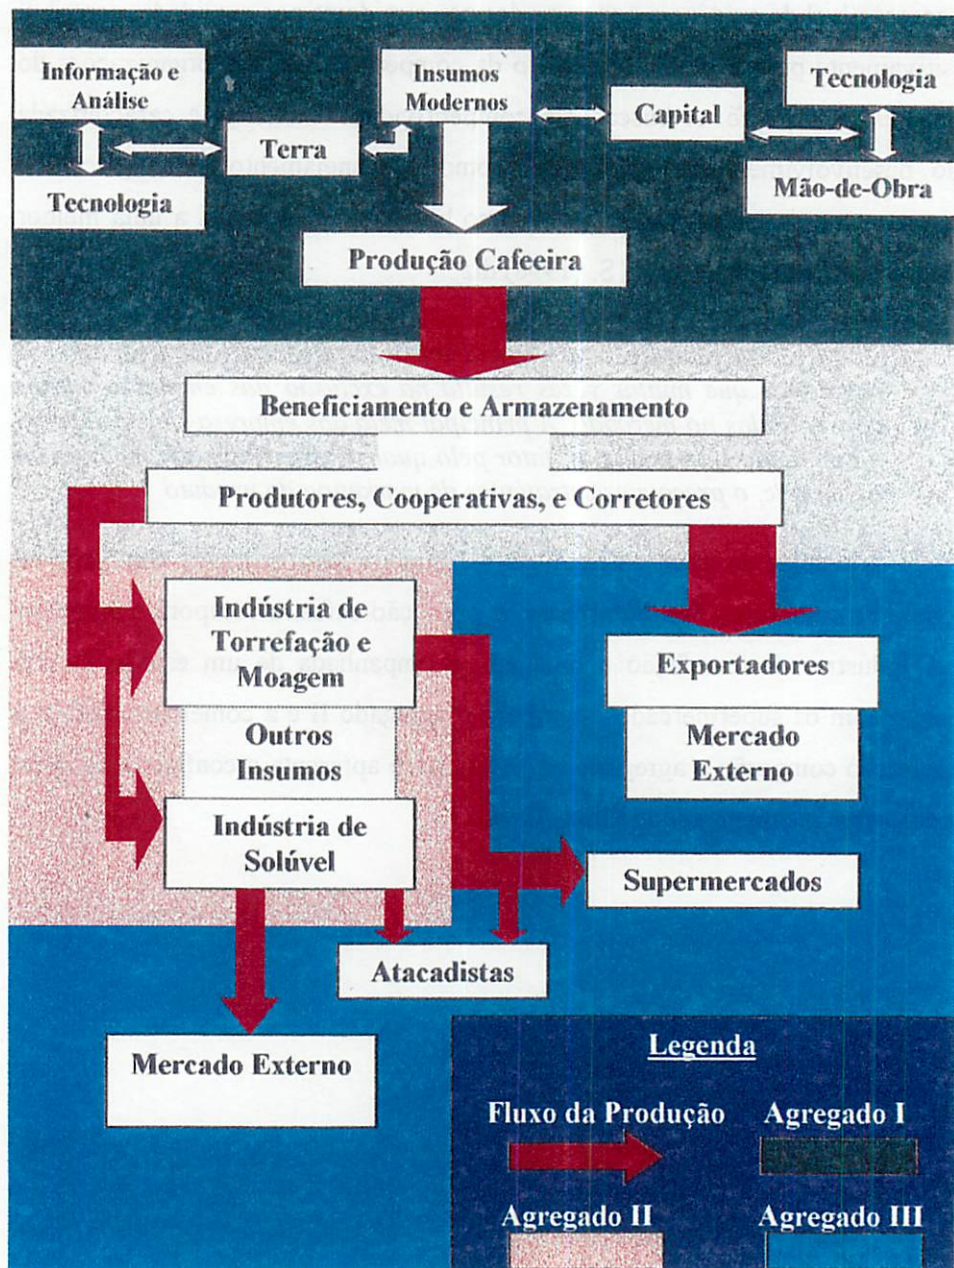 Informação e
Análise
Insumos
Modernos
Tecnologia
Capital
Terra
Tecnologia
Mão-de-Obra
Produção Cafeeira
Beneficiamento e Armazenamento
Produtores, Cooperativas, e Corretores
Indústria de
Torrefação e
Moagem
Exportadores
Outros
Insumos
Mercado
Externo
Indústria de
Solúvel
Supermercados
Atacadistas
Mercado Externo
Legenda
Fluxo da Produção
Agregado I
Agregado II
Agregado III